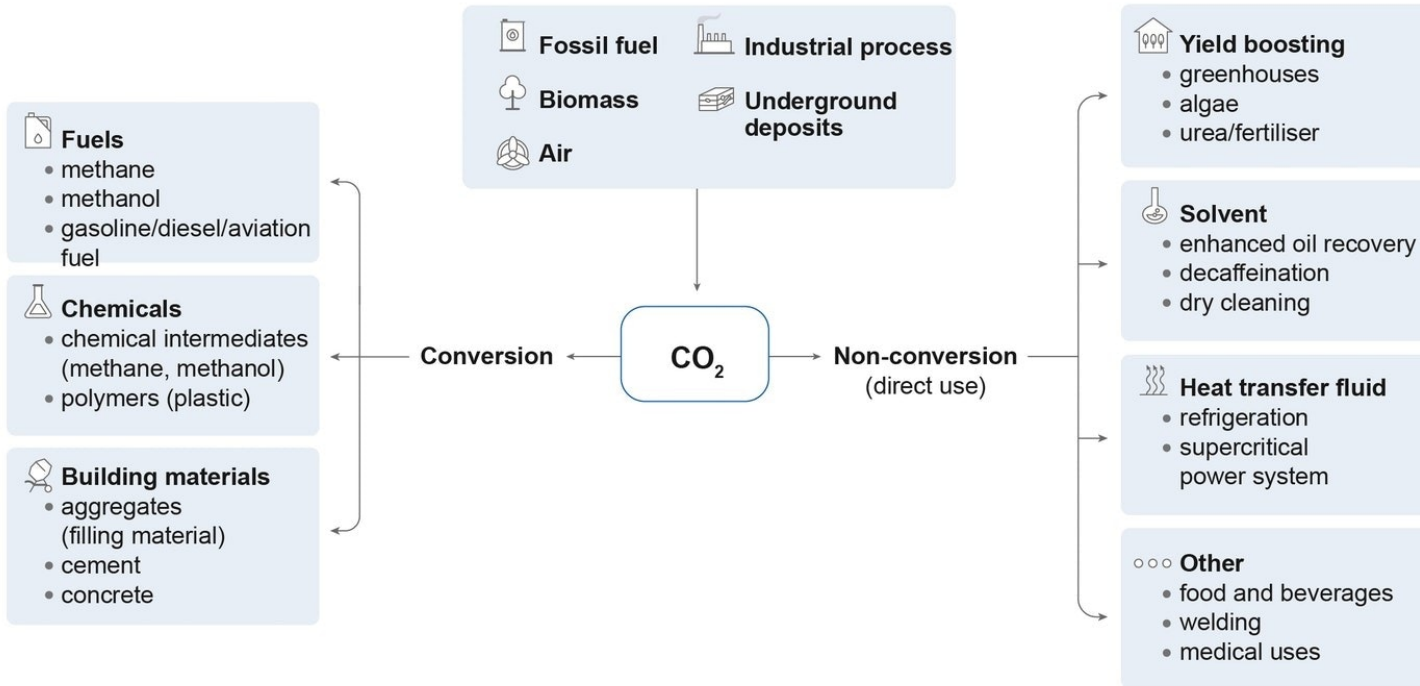 Fossil fuel
Industrial process
Biomass
Underground
deposits
Air
Fuels
• methane
• methanol
• gasoline/diesel/aviation
fuel
Chemicals
• chemical intermediates
(methane, methanol)
• polymers (plastic)
Building materials
• aggregates
(filling material)
• cement
• concrete
Conversion
CO₂
Non-conversion
(direct use)
Yield boosting
• greenhouses
• algae
• urea/fertiliser
Solvent
• enhanced oil recovery
• decaffeination
• dry cleaning
Heat transfer fluid
• refrigeration
• supercritical
power system
Other
• food and beverages
• welding
• medical uses